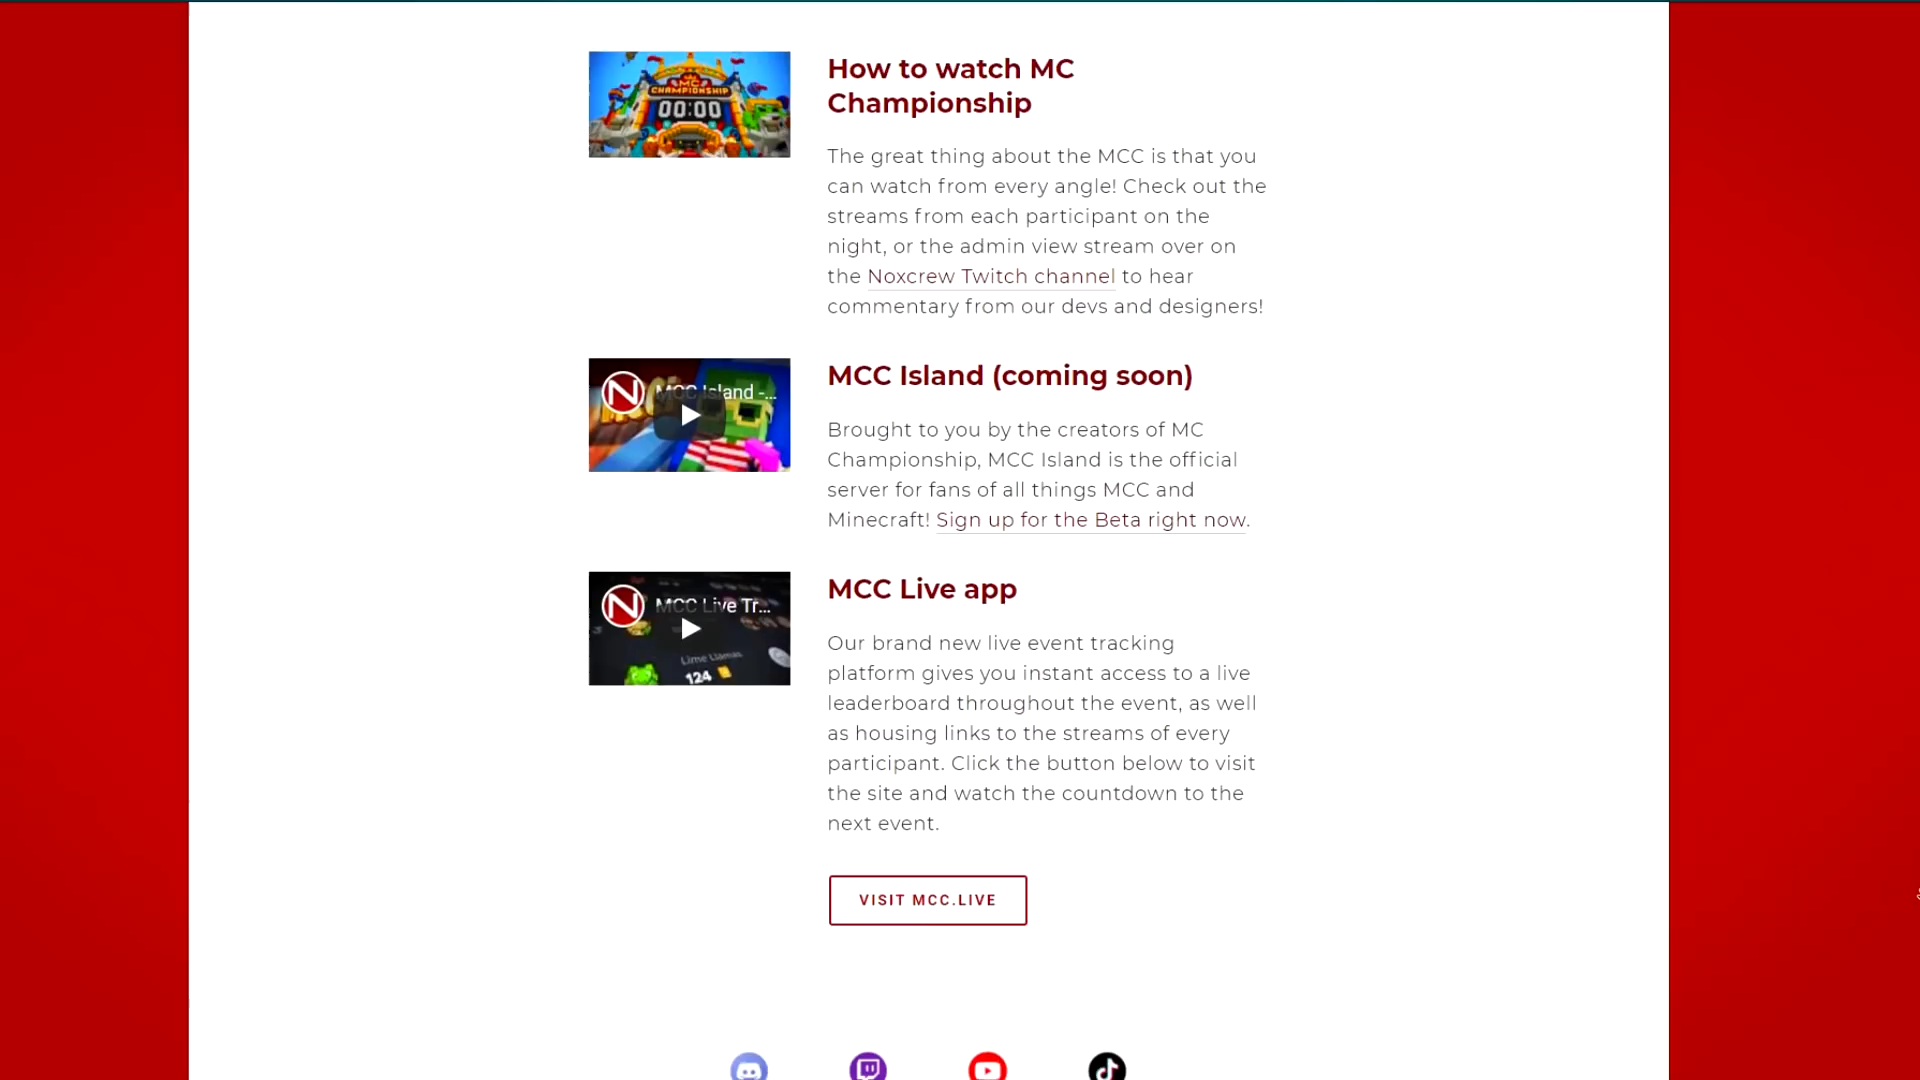 MC
CHAMPIONSHIP
00:00
How to watch MC
Championship
The great thing about the MCC is that you
can watch from every angle! Check out the
streams from each participant on the
night, or the admin view stream over on
the Noxcrew Twitch channel to hear
commentary from our devs and designers!
MCC Island -...
MCC Island (coming soon)
Brought to you by the creators of MC
Championship, MCC Island is the official
server for fans of all things MCC and
Minecraft! Sign up for the Beta right now.
MCC Live Tr...
Lime Llamas
124
MCC Live app
Our brand new live event tracking
platform gives you instant access to a live
leaderboard throughout the event, as well
as housing links to the streams of every
participant. Click the button below to visit
the site and watch the countdown to the
next event.
VISIT MCC.LIVE